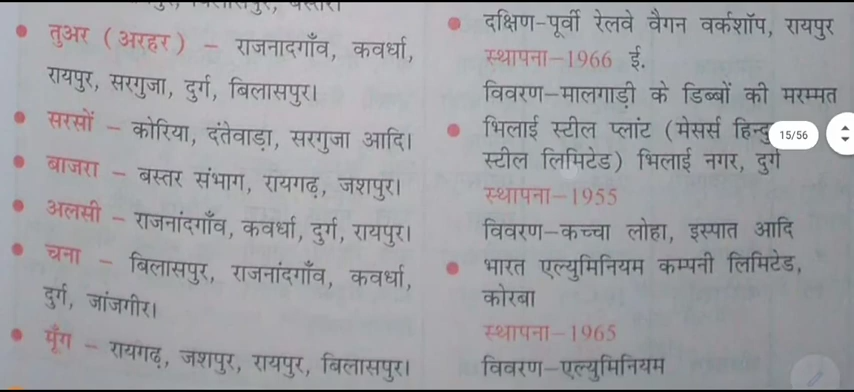 तुअर (अरहर) – राजनादगाँव, कवर्धा,
रायपुर, सरगुजा, दुर्ग, बिलासपुर।
सरसों – कोरिया, दंतेवाड़ा, सरगुजा आदि।
बाजरा – बस्तर संभाग, रायगढ़, जशपुर।
अलसी – राजनांदगाँव, कवर्धा, दुर्ग, रायपुर।
चना – बिलासपुर, राजनांदगाँव, कवर्धा,
दुर्ग, जांजगीर।
मूँग – रायगढ़, जशपुर, रायपुर, बिलासपुर।
दक्षिण-पूर्वी रेलवे वैगन वर्कशॉप, रायपुर
स्थापना–1966 ई.
विवरण–मालगाड़ी के डिब्बों की मरम्मत
भिलाई स्टील प्लांट (मेसर्स हिन्दु
स्टील लिमिटेड) भिलाई नगर, दुर्ग
स्थापना–1955
विवरण–कच्चा लोहा, इस्पात आदि
भारत एल्युमिनियम कम्पनी लिमिटेड,
कोरबा
स्थापना–1965
विवरण–एल्युमिनियम
15/56